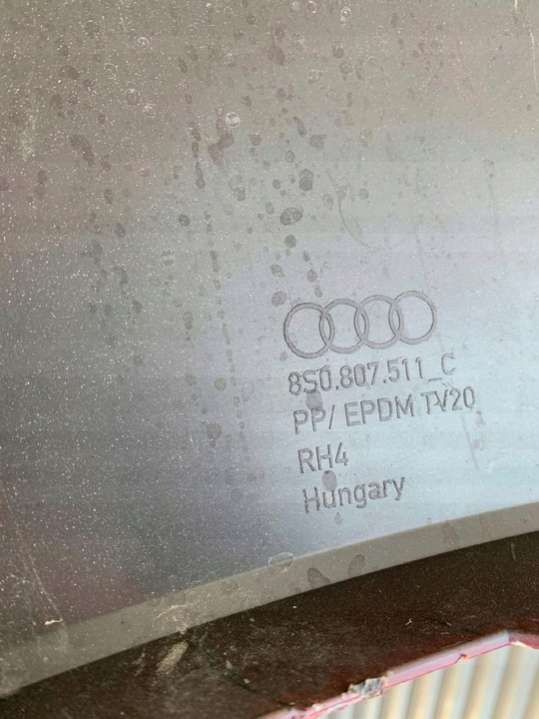 8S0.807.511_C
PP/ EPDM TV20
RH4
Hungary